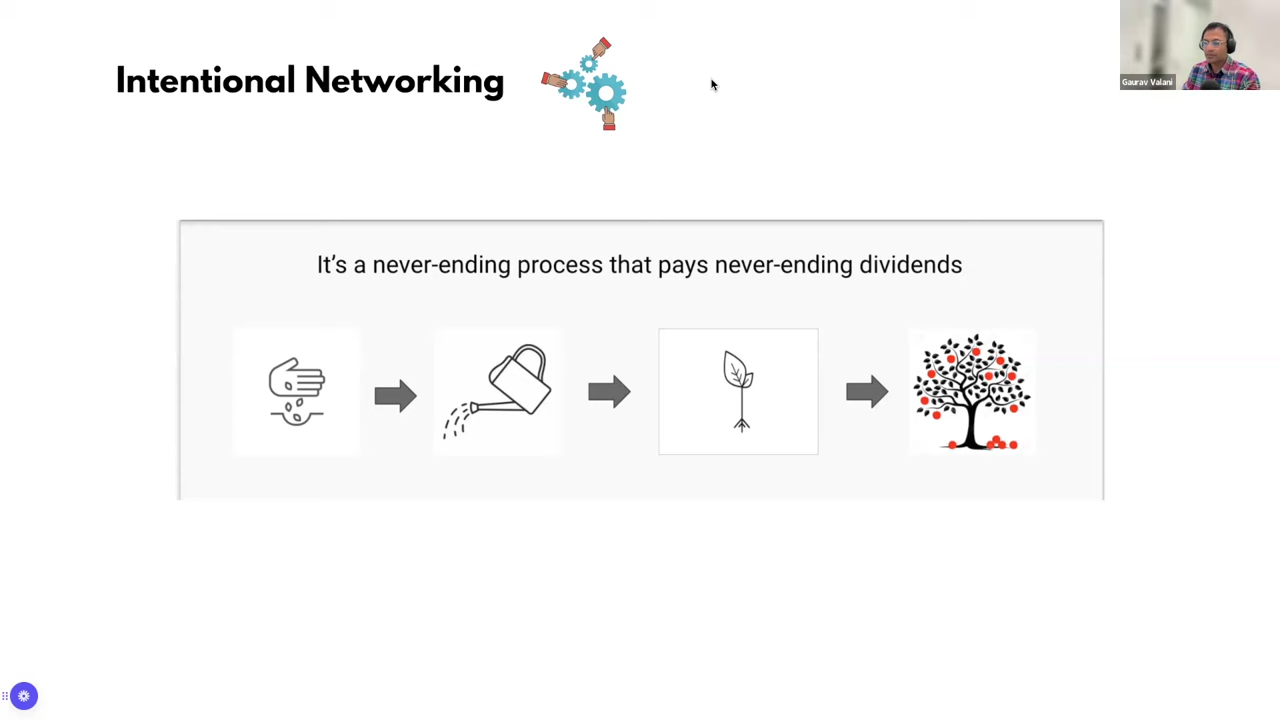 Intentional Networking
Gaurav Valani
It's a never-ending process that pays never-ending dividends